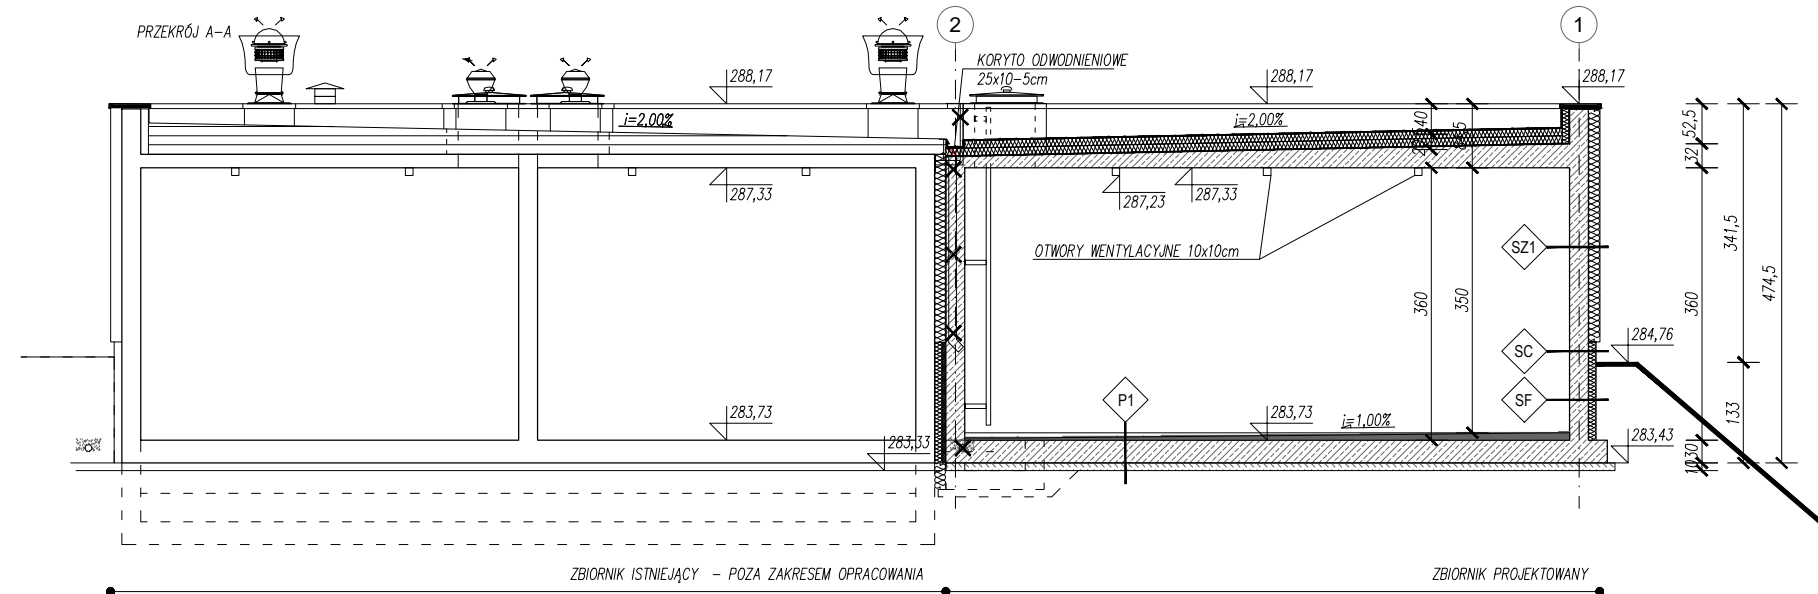 PRZEKRÓJ A-A
2
1
KORYTO ODWODNIENIOWE
25x10-5cm
288,17
288,17
288,17
i=2,00%
i=2,00%
40
52,5
32
287,33
287,23
287,33
OTWORY WENTYLACYJNE 10x10cm
SZ1
341,5
474,5
360
350
360
284,76
SC
SF
P1
133
283,73
283,73
i=1,00%
283,33
283,43
30
10
ZBIORNIK ISTNIEJĄCY - POZA ZAKRESEM OPRACOWANIA
ZBIORNIK PROJEKTOWANY